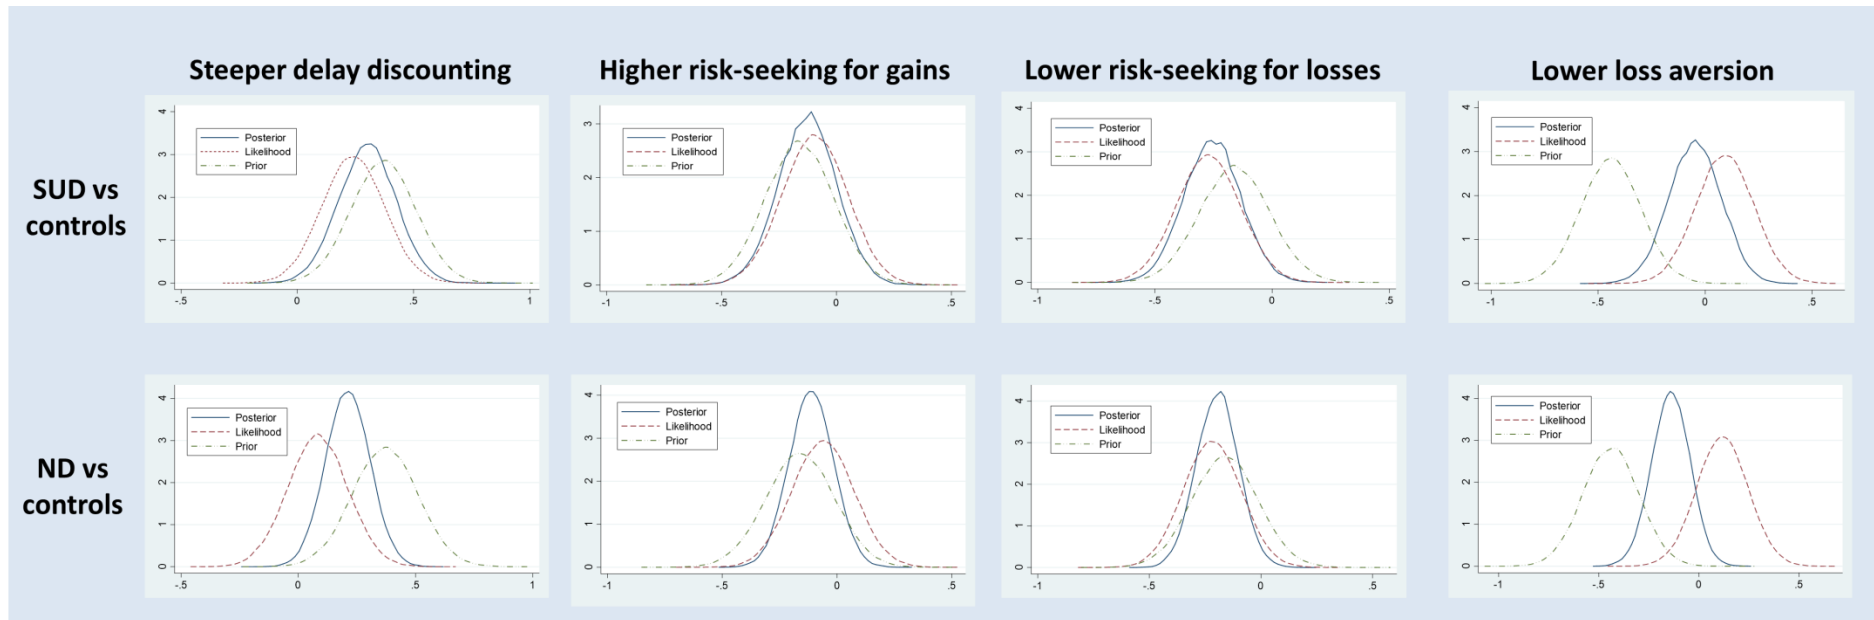 Steeper delay discounting
Higher risk-seeking for gains
Lower risk-seeking for losses
Lower loss aversion
SUD vs
controls
4
3
2
1
0
Posterior
Likelihood
Prior
-.5
0
.5
1
3
2
1
0
Posterior
Likelihood
Prior
-1
-.5
0
.5
4
3
2
1
0
Posterior
Likelihood
Prior
-1
-.5
0
.5
4
3
2
1
0
Posterior
Likelihood
Prior
-1
-.5
0
.5
ND vs
controls
4
3
2
1
0
Posterior
Likelihood
Prior
-.5
0
.5
1
4
3
2
1
0
Posterior
Likelihood
Prior
-1
-.5
0
.5
4
3
2
1
0
Posterior
Likelihood
Prior
-1
-.5
0
4
3
2
1
0
Posterior
Likelihood
Prior
-1
-.5
0
.5